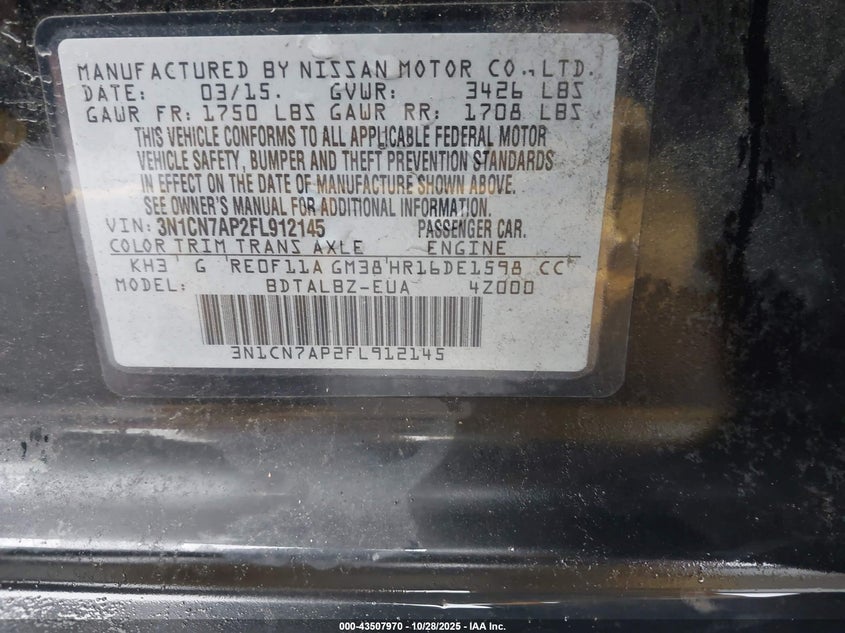 MANUFACTURED BY NISSAN MOTOR CO., LTD.
DATE: 03/15. GVWR: 3426 LBS
GAWR FR: 1750 LBS GAWR RR: 1708 LBS
THIS VEHICLE CONFORMS TO ALL APPLICABLE FEDERAL MOTOR
VEHICLE SAFETY, BUMPER AND THEFT PREVENTION STANDARDS
IN EFFECT ON THE DATE OF MANUFACTURE SHOWN ABOVE.
SEE OWNER'S MANUAL FOR ADDITIONAL INFORMATION.
VIN: 3N1CN7AP2FL912145 PASSENGER CAR.
COLOR TRIM TRANS AXLE ENGINE
KH3 G RE0F11A GM38 HR16DE1598 CC
MODEL: BDTALBZ-EUA 4Z000
3N1CN7AP2FL912145
000-43507970 - 10/28/2025 - IAA Inc.